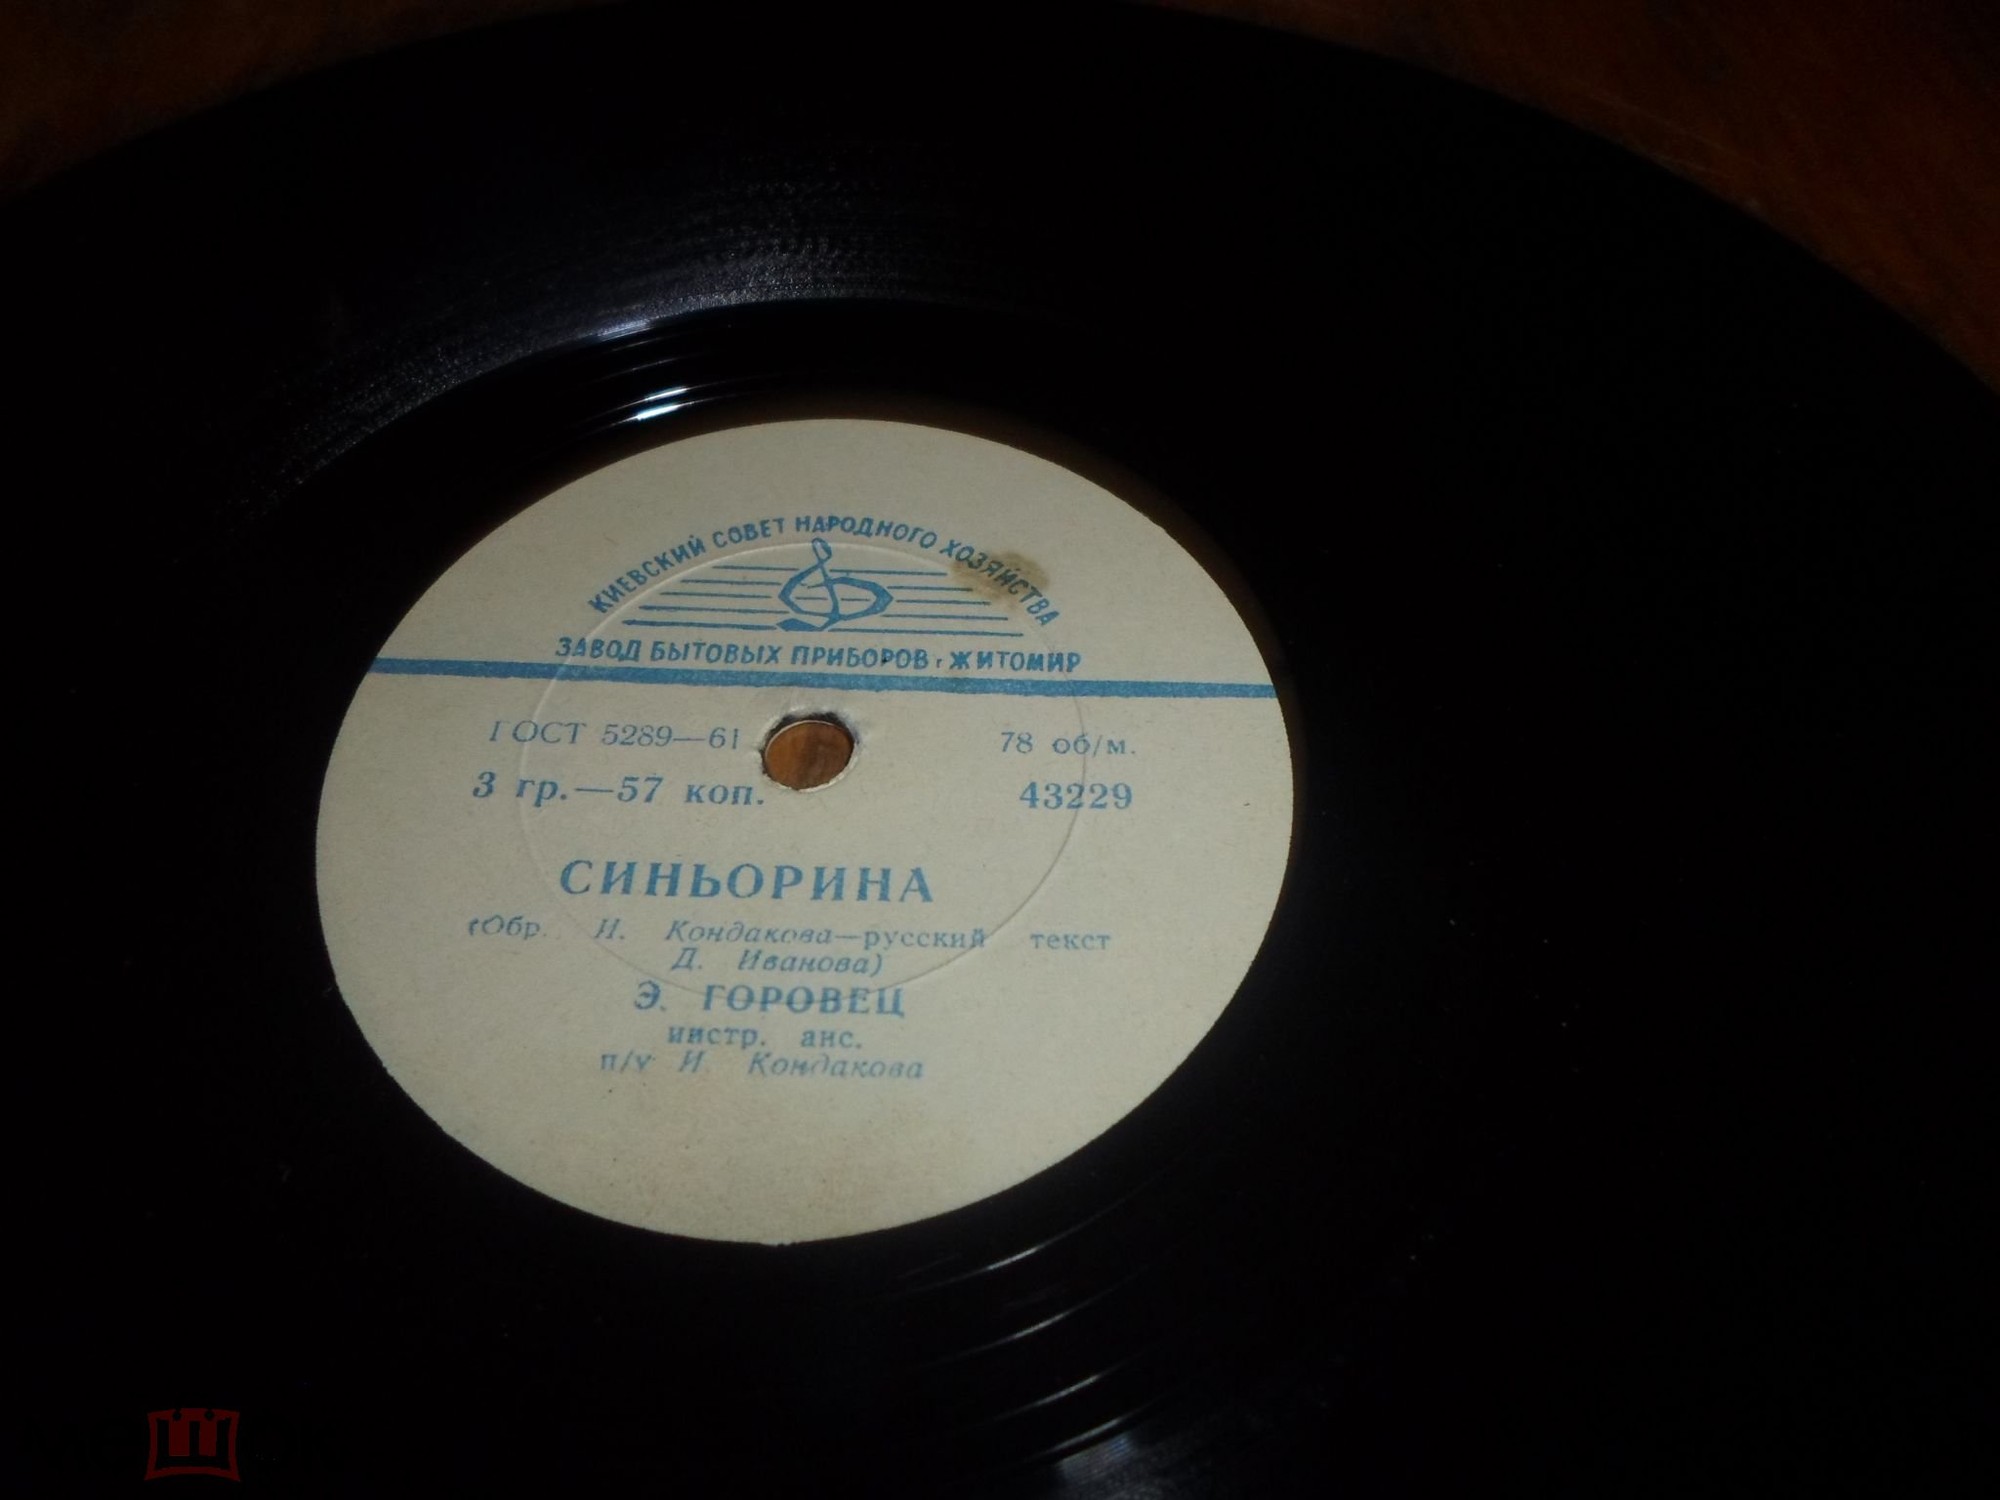 КИЕВСКИЙ СОВЕТ НАРОДНОГО ХОЗЯЙСТВА
ЗАВОД БЫТОВЫХ ПРИБОРОВ г ЖИТОМИР
ГОСТ 5289—61 78 об/м.
3 гр.—57 коп. 43229
СИНЬОРИНА
(Обр. И. Кондакова—русский текст
Д. Иванова)
Э. ГОРОВЕЦ
инстр. анс.
п/у И. Кондакова